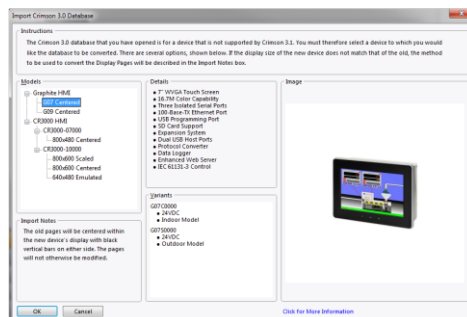 Import Crimson 3.0 Database
Instructions
The Crimson 3.0 database that you have opened is for a device that is not supported by Crimson 3.1. You must therefore select a device to which you would
like the database to be converted. There are several options, shown below. If the display size of the new device does not match that of the old, the method
to be used to convert the Display Pages will be described in the Import Notes box.
Models
Graphite HMI
G07 Centered
G09 Centered
CR3000 HMI
CR3000-07000
800x480 Centered
CR3000-10000
800x600 Scaled
800x600 Centered
640x480 Emulated
Import Notes
The old pages will be centered within
the new device's display with black
vertical bars on either side. The pages
will not otherwise be modified.
Details
• 7" WVGA Touch Screen
• 16.7M Color Capability
• Three Isolated Serial Ports
• 100-Base-TX Ethernet Port
• USB Programming Port
• SD Card Support
• Expansion System
• Dual USB Host Ports
• Protocol Converter
• Data Logger
• Enhanced Web Server
• IEC 61131-3 Control
Variants
G07C0000
• 24VDC
• Indoor Model
G07S0000
• 24VDC
• Outdoor Model
Image
OK
Cancel
Click for More Information